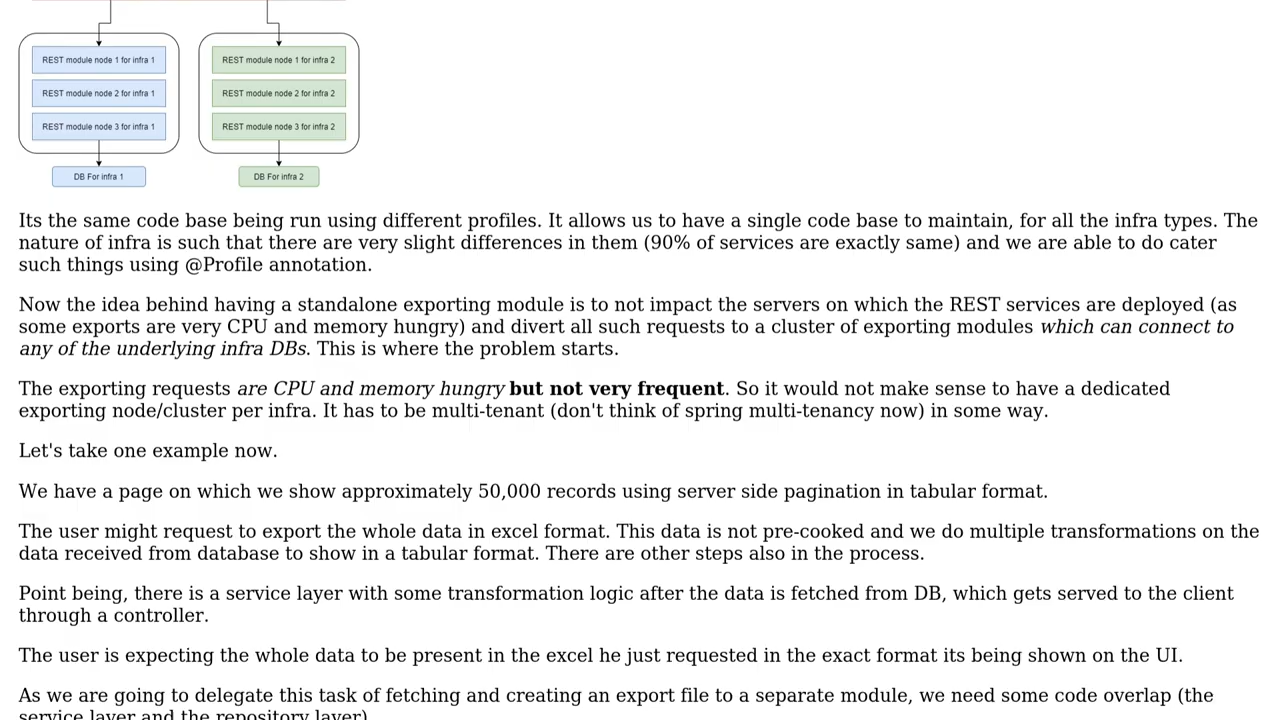 REST module node 1 for infra 1
REST module node 2 for infra 1
REST module node 3 for infra 1
DB For infra 1
REST module node 1 for infra 2
REST module node 2 for infra 2
REST module node 3 for infra 2
DB For infra 2
Its the same code base being run using different profiles. It allows us to have a single code base to maintain, for all the infra types. The
nature of infra is such that there are very slight differences in them (90% of services are exactly same) and we are able to do cater
such things using @Profile annotation.
Now the idea behind having a standalone exporting module is to not impact the servers on which the REST services are deployed (as
some exports are very CPU and memory hungry) and divert all such requests to a cluster of exporting modules which can connect to
any of the underlying infra DBs. This is where the problem starts.
The exporting requests are CPU and memory hungry but not very frequent. So it would not make sense to have a dedicated
exporting node/cluster per infra. It has to be multi-tenant (don't think of spring multi-tenancy now) in some way.
Let's take one example now.
We have a page on which we show approximately 50,000 records using server side pagination in tabular format.
The user might request to export the whole data in excel format. This data is not pre-cooked and we do multiple transformations on the
data received from database to show in a tabular format. There are other steps also in the process.
Point being, there is a service layer with some transformation logic after the data is fetched from DB, which gets served to the client
through a controller.
The user is expecting the whole data to be present in the excel he just requested in the exact format its being shown on the UI.
As we are going to delegate this task of fetching and creating an export file to a separate module, we need some code overlap (the
service layer and the repository layer)